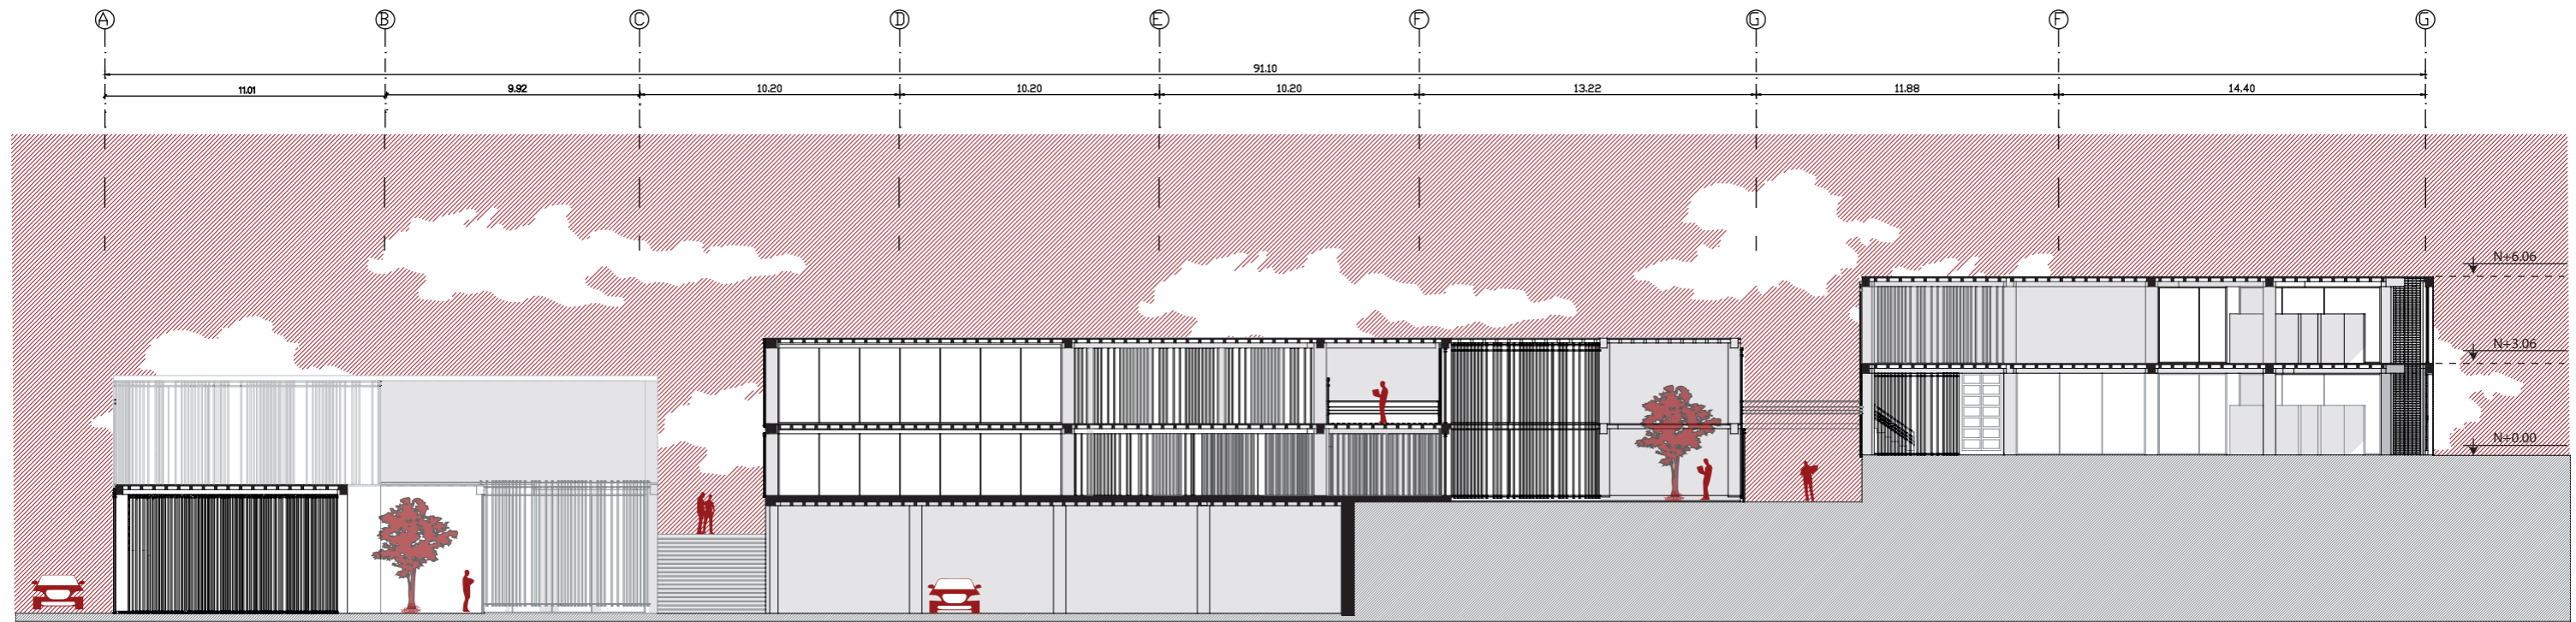 A B C D E F G F G
91.10
11.01 9.92 10.20 10.20 10.20 13.22 11.88 14.40
N+6.06
N+3.06
N+0.00